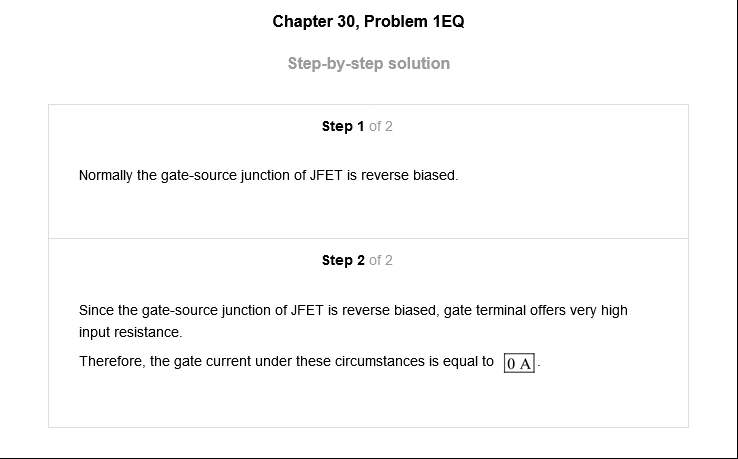 Chapter 30, Problem 1EQ
Step-by-step solution
Step 1 of 2
Normally the gate-source junction of JFET is reverse biased.
Step 2 of 2
Since the gate-source junction of JFET is reverse biased, gate terminal offers very high
input resistance.
Therefore, the gate current under these circumstances is equal to 0 A.